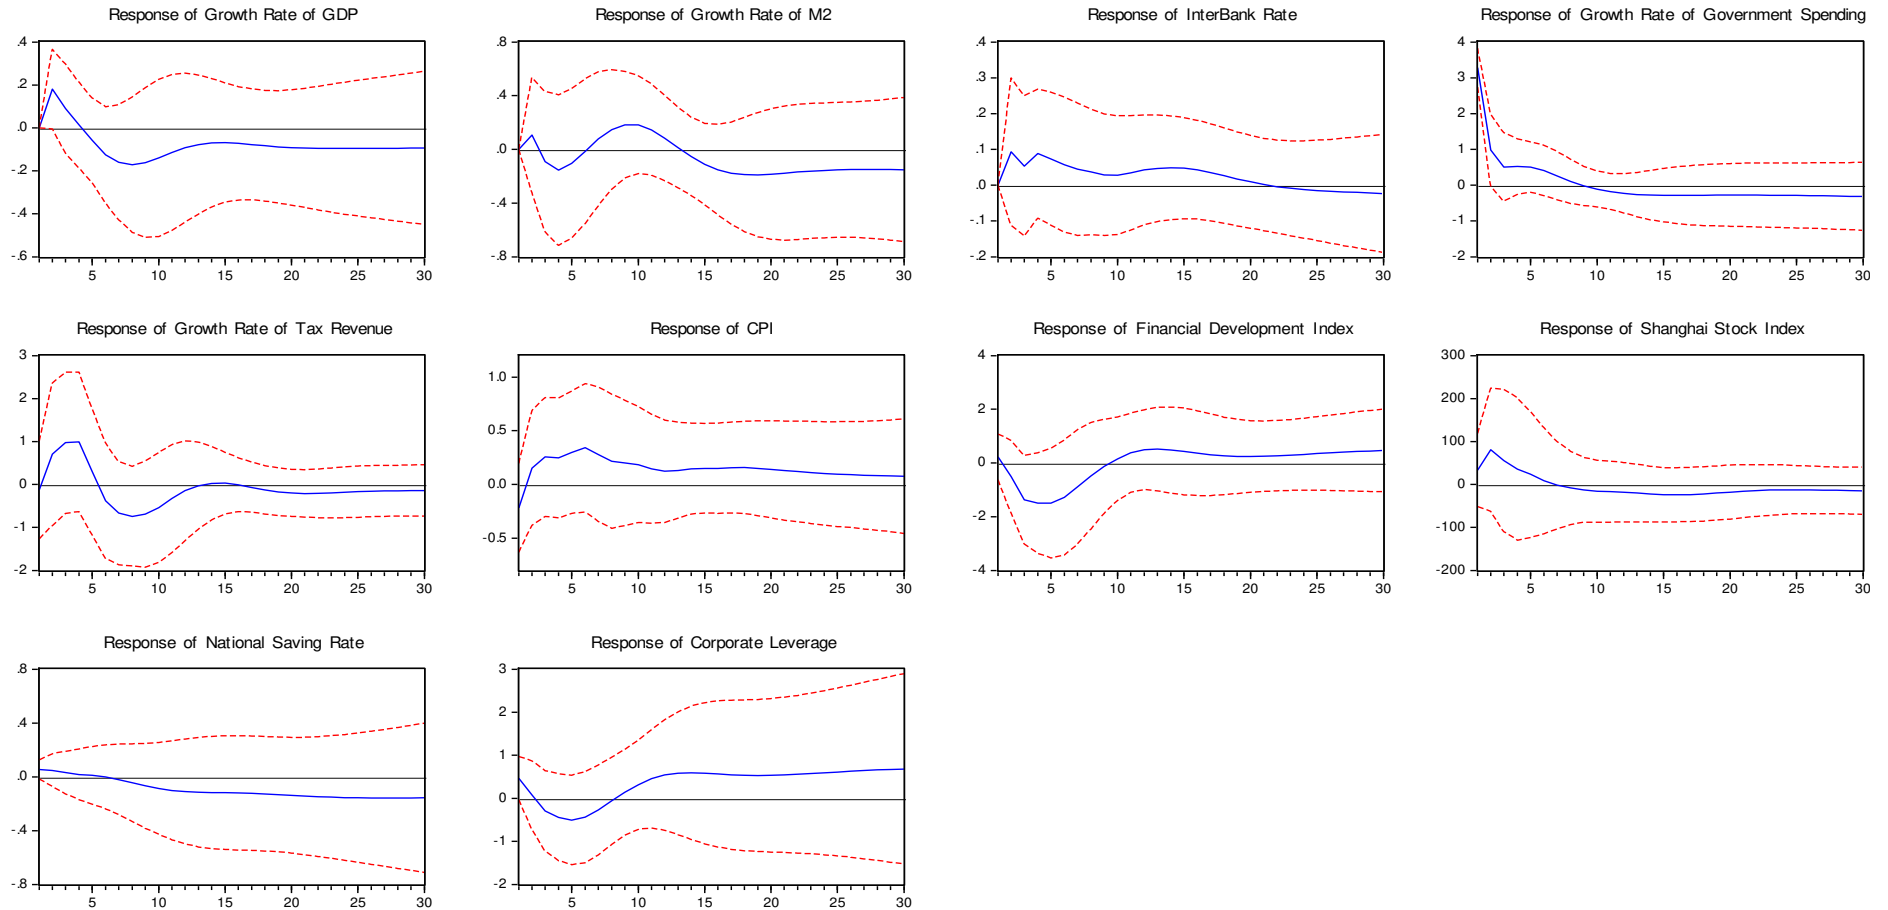 Response of Growth Rate of GDP
.4
.2
.0
-.2
-.4
-.6
5 10 15 20 25 30
Response of Growth Rate of M2
.8
.4
.0
-.4
-.8
5 10 15 20 25 30
Response of InterBank Rate
.4
.3
.2
.1
.0
-.1
-.2
5 10 15 20 25 30
Response of Growth Rate of Government Spending
4
3
2
1
0
-1
-2
5 10 15 20 25 30
Response of Growth Rate of Tax Revenue
3
2
1
0
-1
-2
5 10 15 20 25 30
Response of CPI
1.0
0.5
0.0
-0.5
5 10 15 20 25 30
Response of Financial Development Index
4
2
0
-2
-4
5 10 15 20 25 30
Response of Shanghai Stock Index
300
200
100
0
-100
-200
5 10 15 20 25 30
Response of National Saving Rate
.8
.4
.0
-.4
-.8
5 10 15 20 25 30
Response of Corporate Leverage
3
2
1
0
-1
-2
5 10 15 20 25 30